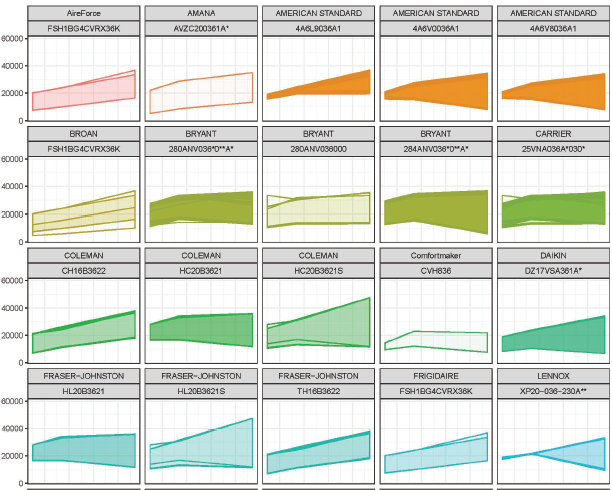 AireForce AMANA AMERICAN STANDARD AMERICAN STANDARD AMERICAN STANDARD
FSH1BG4CVRX36K AVZC200361A* 4A6L9036A1 4A6V0036A1 4A6V8036A1
60000
40000
20000
0
BROAN BRYANT BRYANT BRYANT CARRIER
FSH1BG4CVRX36K 280ANV036*0**A* 280ANV036000 284ANV036*0**A* 25VNA036A*030*
60000
40000
20000
0
COLEMAN COLEMAN COLEMAN Comfortmaker DAIKIN
CH16B3622 HC20B3621 HC20B3621S CVH836 DZ17VSA361A*
60000
40000
20000
0
FRASER-JOHNSTON FRASER-JOHNSTON FRASER-JOHNSTON FRIGIDAIRE LENNOX
HL20B3621 HL20B3621S TH16B3622 FSH1BG4CVRX36K XP20-036-230A**
60000
40000
20000
0